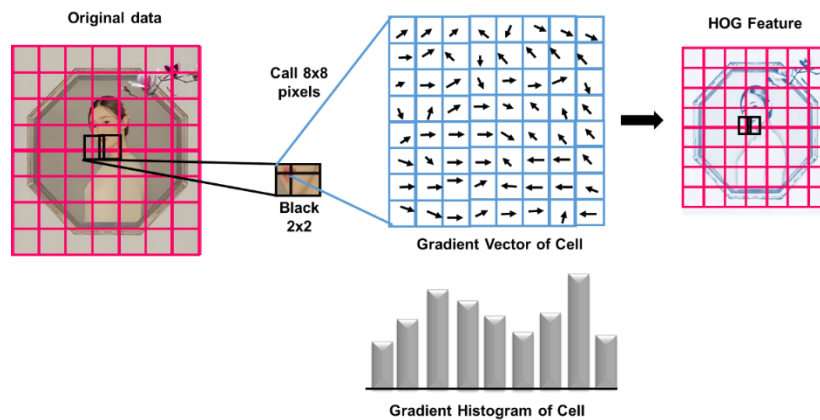 Original data
HOG Feature
Call 8x8
pixels
Black
2x2
Gradient Vector of Cell
Gradient Histogram of Cell